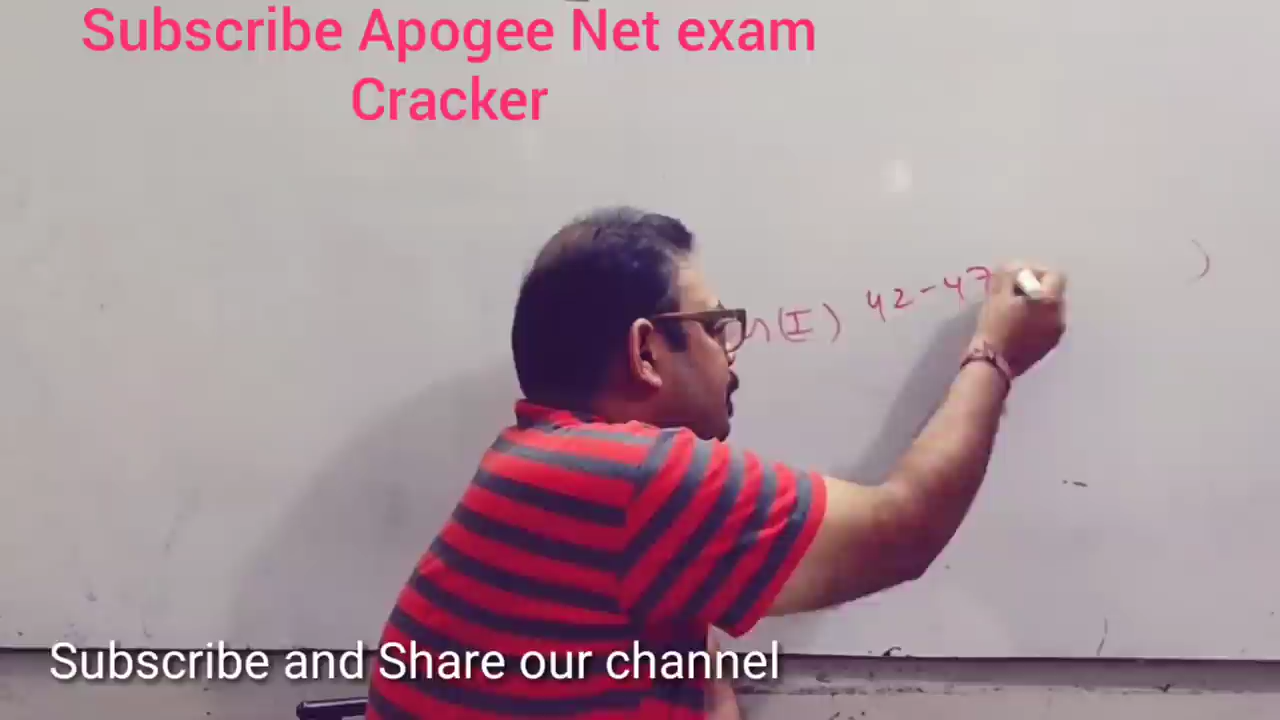 Subscribe Apogee Net exam
Cracker
(I) 42-47
)
Subscribe and Share our channel